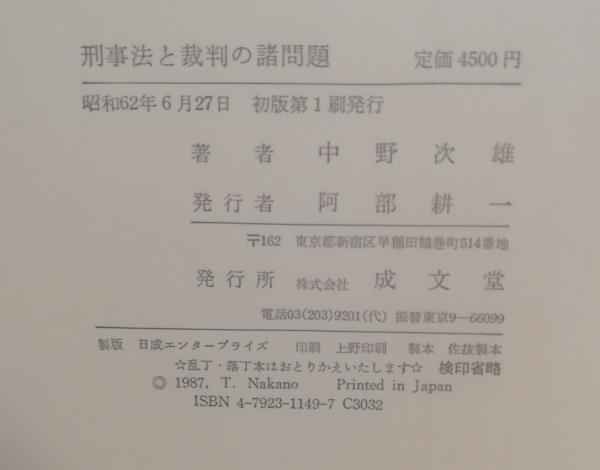 刑事法と裁判の諸問題 定価4500円
昭和62年6月27日 初版第1刷発行
著者 中野次雄
発行者 阿部耕一
〒162 東京都新宿区早稲田鶴巻町514番地
発行所 株式会社 成文堂
電話03(203)9201(代) 振替東京9―66099
製版 日成エンタープライズ 印刷 上野印刷 製本 佐抜製本
☆乱丁・落丁本はおとりかえいたします☆ 検印省略
© 1987, T. Nakano Printed in Japan
ISBN 4-7923-1149-7 C3032